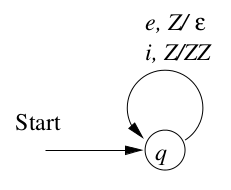 e, Z/ ε
i, Z/ZZ
Start
q